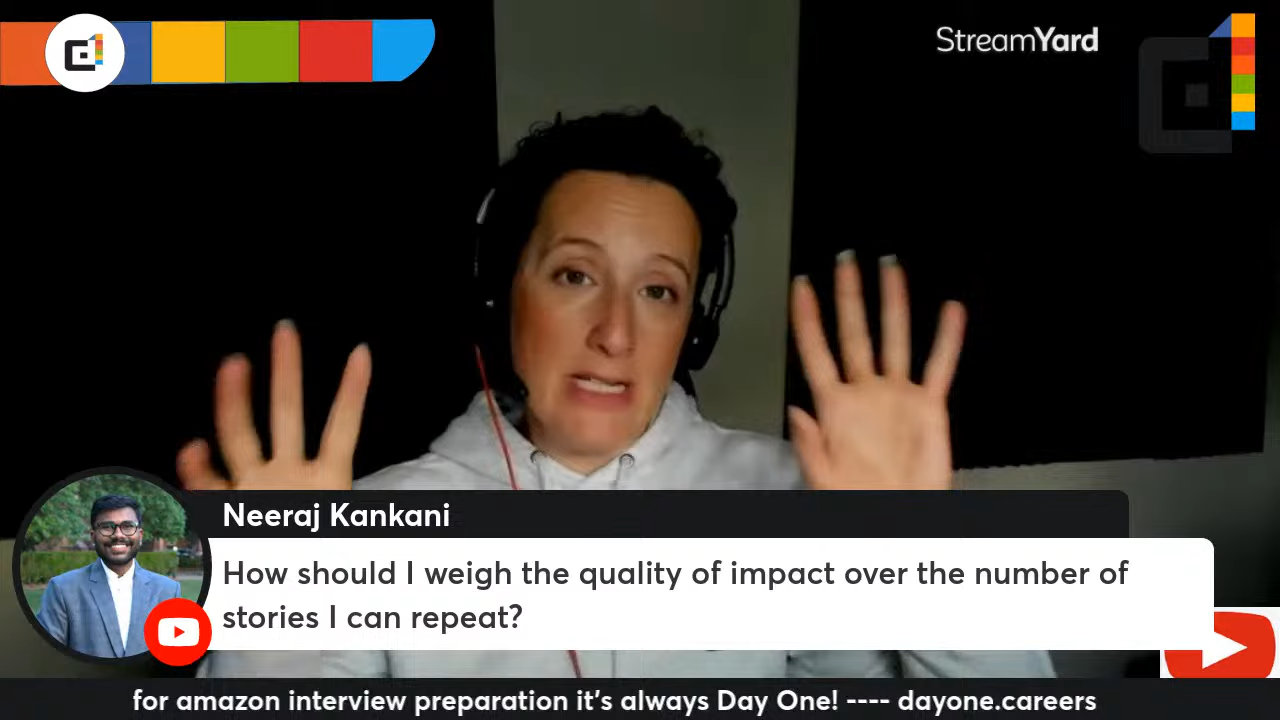 StreamYard
Neeraj Kankani
How should I weigh the quality of impact over the number of
stories I can repeat?
for amazon interview preparation it's always Day One! ---- dayone.careers